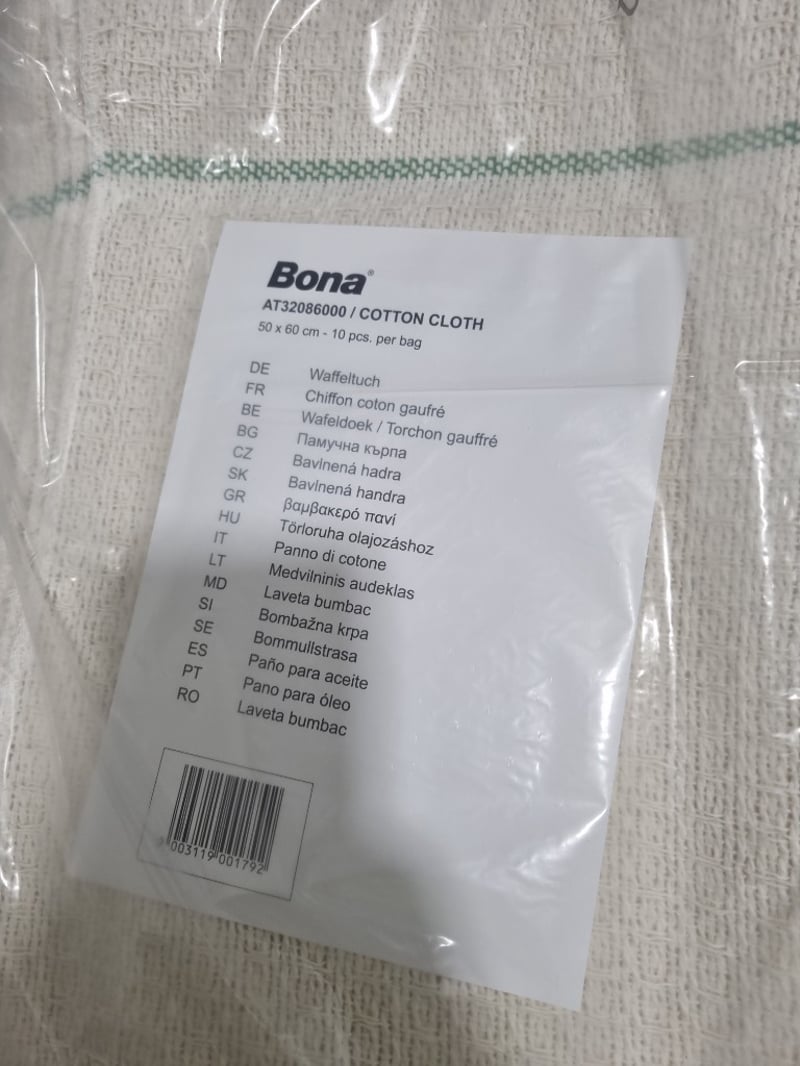 Bona®
AT32086000 / COTTON CLOTH
50 x 60 cm - 10 pcs. per bag
DE Waffeltuch
FR Chiffon coton gaufré
BE Wafeldoek / Torchon gauffré
BG Памучна кърпа
CZ Bavlnená hadra
SK Bavlnená handra
GR βαμβακερό πανί
HU Törloruha olajozáshoz
IT Panno di cotone
LT Medvilninis audeklas
MD Laveta bumbac
SI Bombažna krpa
SE Bommullstrasa
ES Paño para aceite
PT Pano para óleo
RO Laveta bumbac
003119 001792